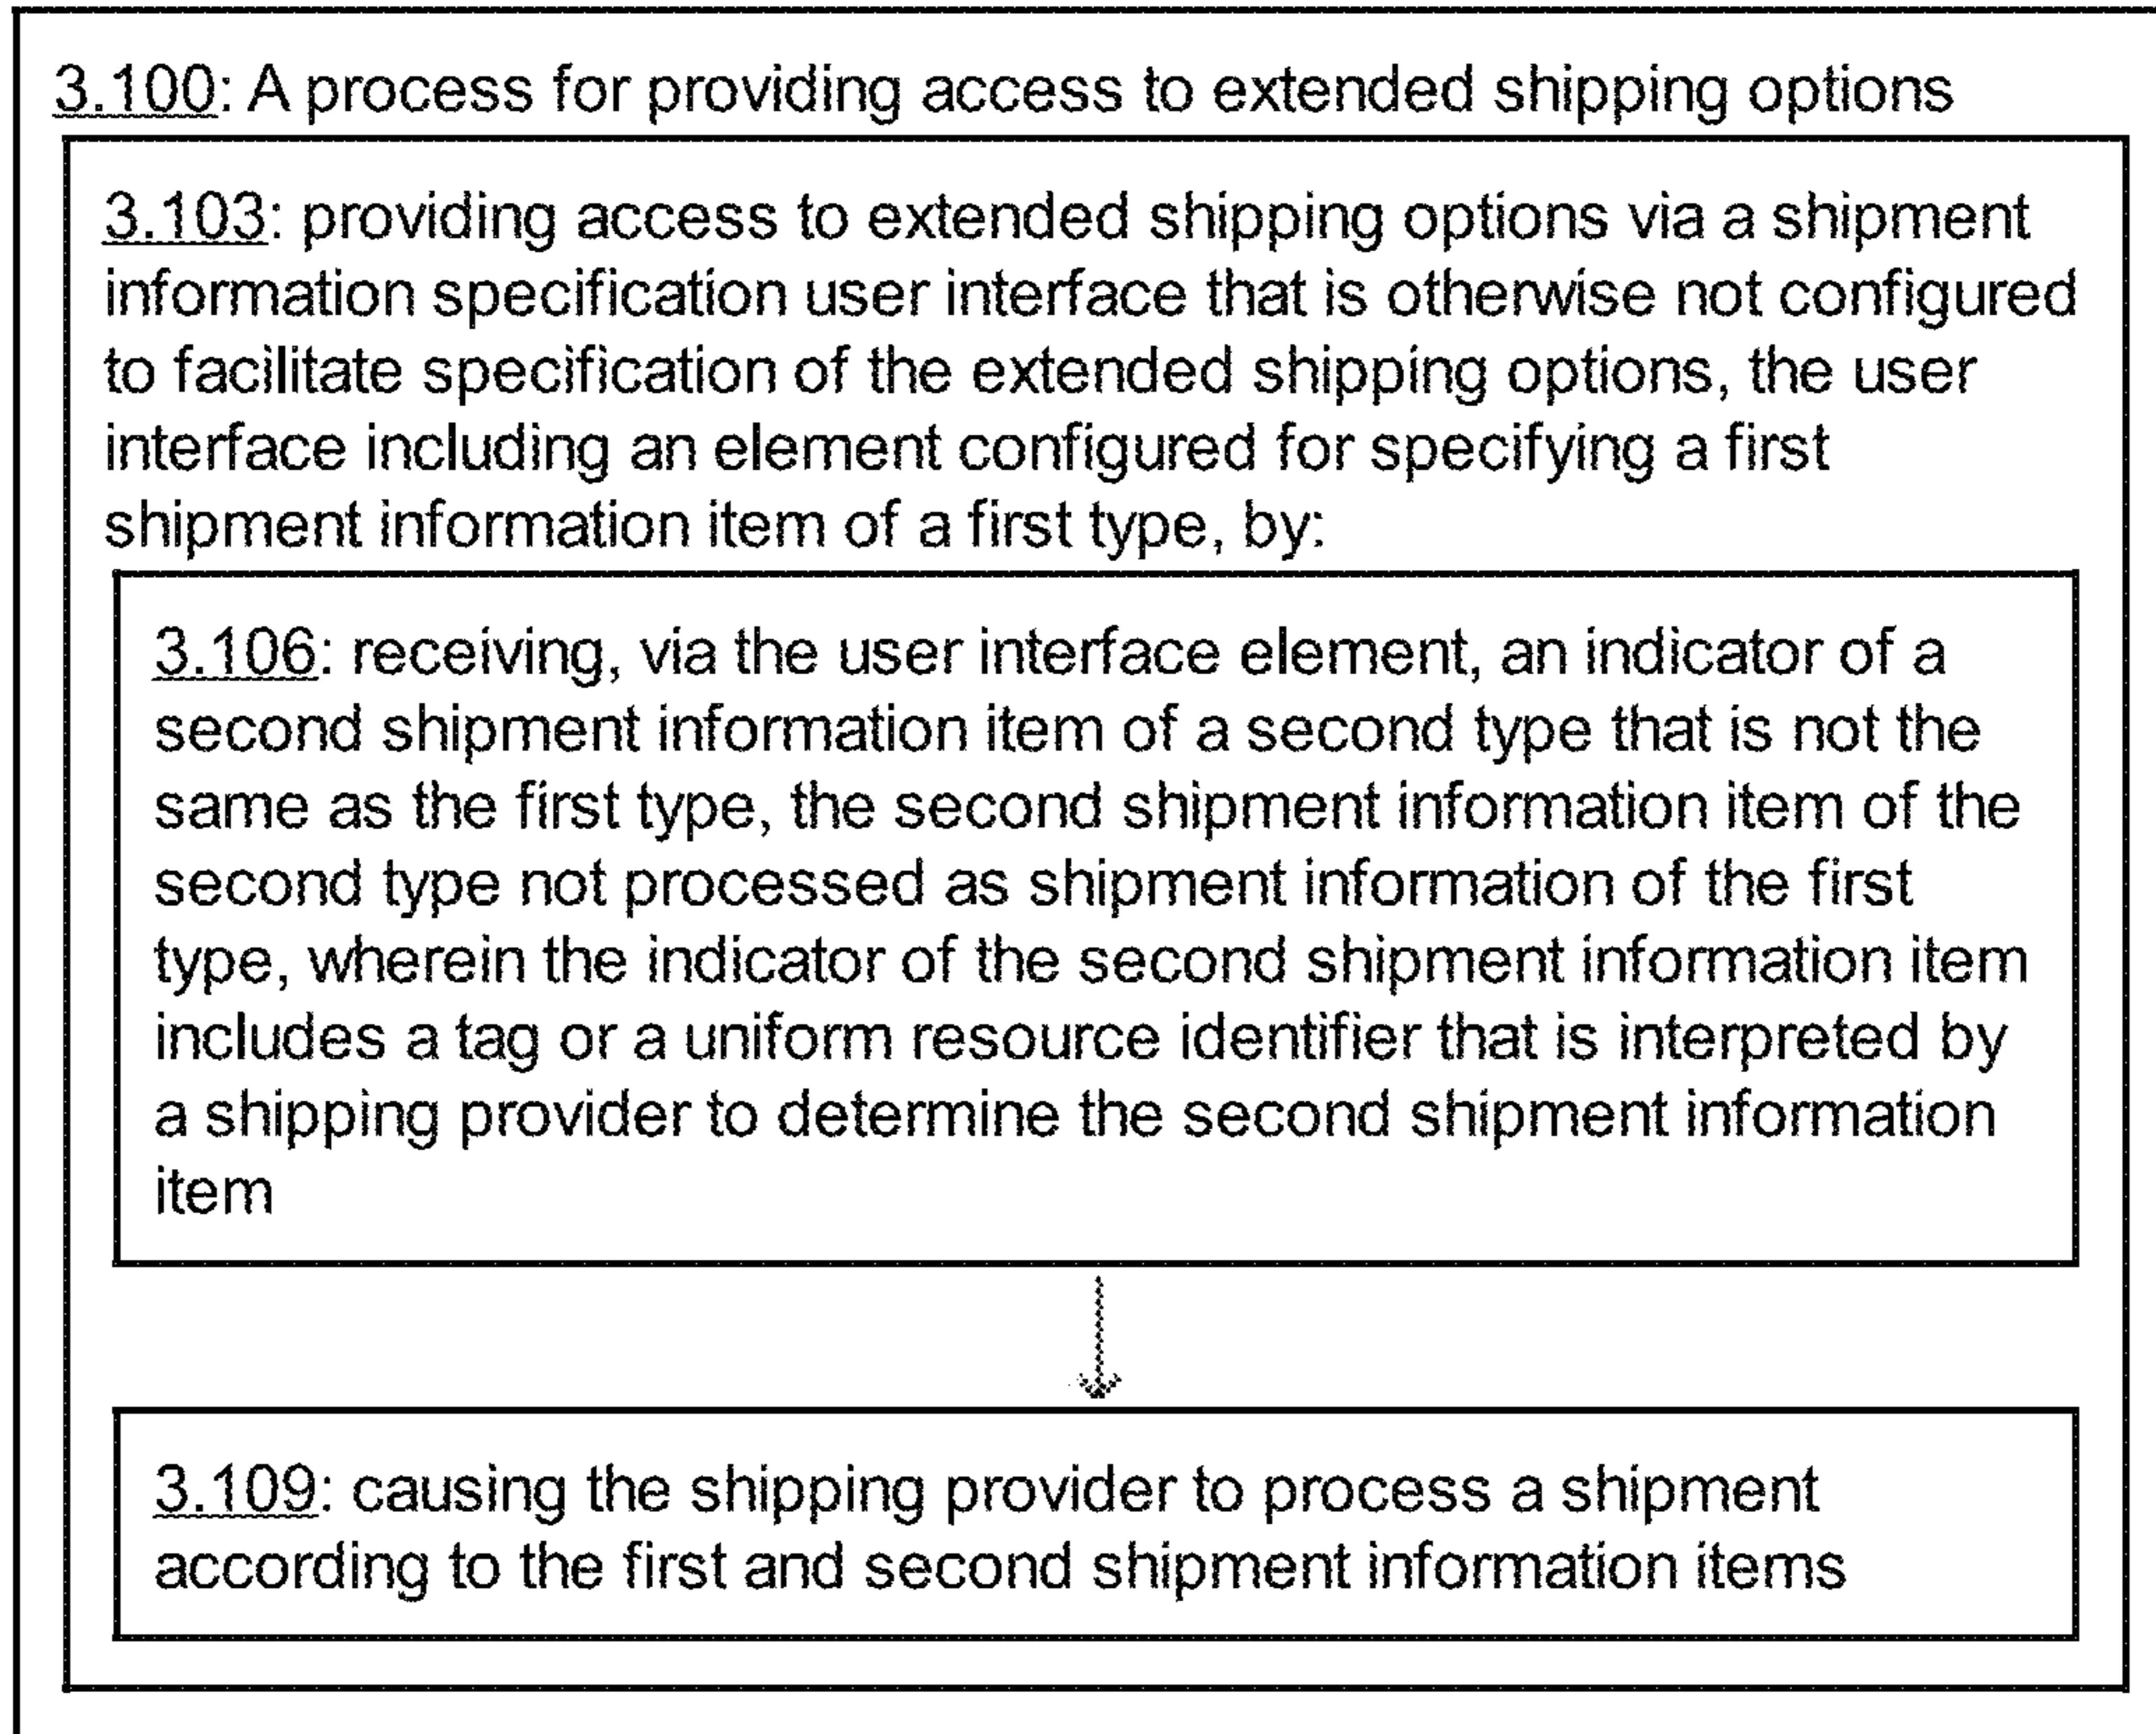 3.100: A process for providing access to extended shipping options
3.103: providing access to extended shipping options via a shipment
information specification user interface that is otherwise not configured
to facilitate specification of the extended shipping options, the user
interface including an element configured for specifying a first
shipment information item of a first type, by:
3.106: receiving, via the user interface element, an indicator of a
second shipment information item of a second type that is not the
same as the first type, the second shipment information item of the
second type not processed as shipment information of the first
type, wherein the indicator of the second shipment information item
includes a tag or a uniform resource identifier that is interpreted by
a shipping provider to determine the second shipment information
item
3.109: causing the shipping provider to process a shipment
according to the first and second shipment information items